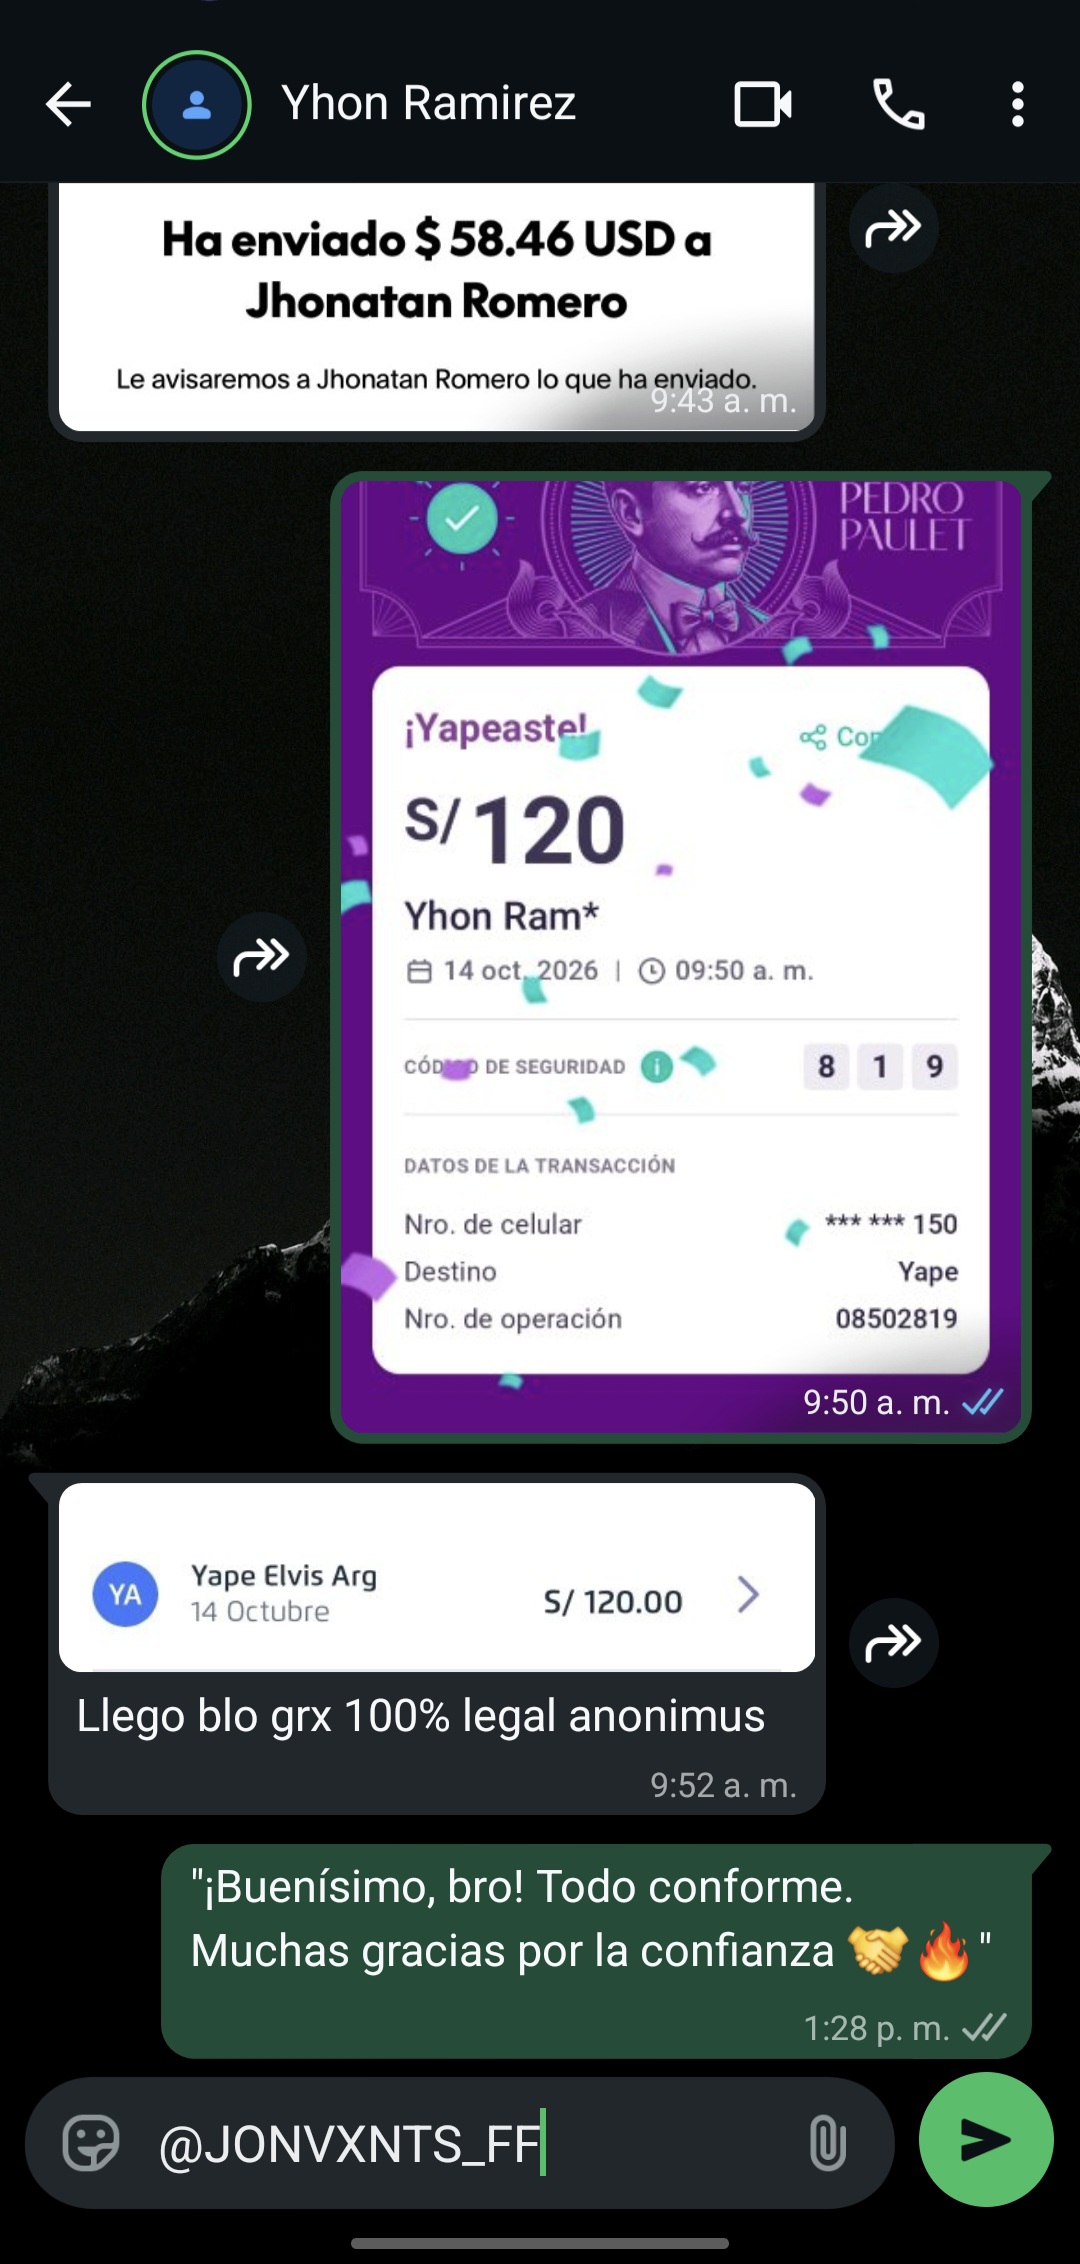 Yhon Ramirez
Ha enviado $ 58.46 USD a
Jhonatan Romero
Le avisaremos a Jhonatan Romero lo que ha enviado.
9:43 a. m.
PEDRO
PAULET
¡Yapeaste!
S/ 120
Yhon Ram*
14 oct. 2026 | 09:50 a. m.
DE SEGURIDAD 8 1 9
DATOS DE LA TRANSACCIÓN
Nro. de celular *** *** 150
Destino Yape
Nro. de operación 08502819
9:50 a. m.
YA
Yape Elvis Arg
14 Octubre
S/ 120.00
Llego blo grx 100% legal anonimus
9:52 a. m.
"¡Buenísimo, bro! Todo conforme.
Muchas gracias por la confianza 🤝🔥"
1:28 p. m.
@JONVXNTS_FF